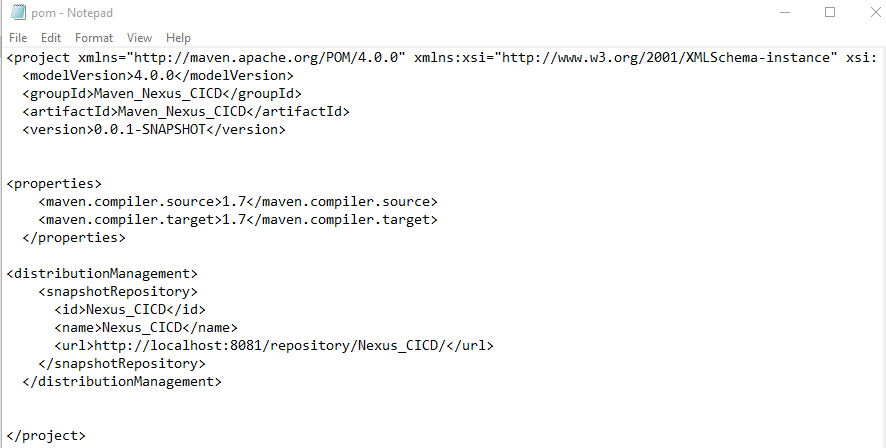 pom - Notepad
File Edit Format View Help
<project xmlns="http://maven.apache.org/POM/4.0.0" xmlns:xsi="http://www.w3.org/2001/XMLSchema-instance" xsi:
  <modelVersion>4.0.0</modelVersion>
  <groupId>Maven_Nexus_CICD</groupId>
  <artifactId>Maven_Nexus_CICD</artifactId>
  <version>0.0.1-SNAPSHOT</version>
<properties>
    <maven.compiler.source>1.7</maven.compiler.source>
    <maven.compiler.target>1.7</maven.compiler.target>
  </properties>
<distributionManagement>
    <snapshotRepository>
      <id>Nexus_CICD</id>
      <name>Nexus_CICD</name>
      <url>http://localhost:8081/repository/Nexus_CICD/</url>
    </snapshotRepository>
  </distributionManagement>
</project>